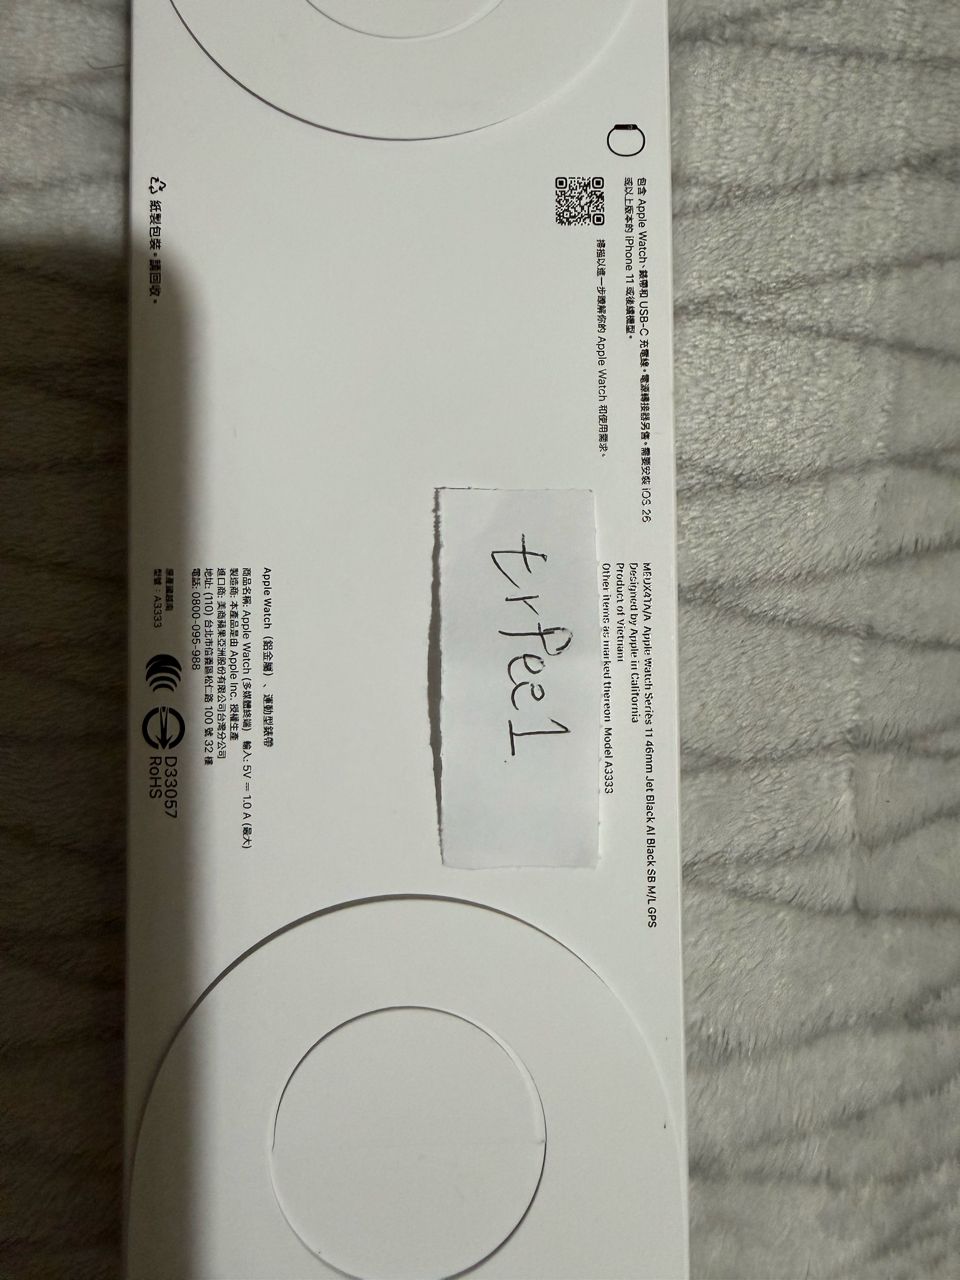 包含 Apple Watch、錶帶和 USB-C 充電線。電源轉接器另售。需要安裝 iOS 26
或以上版本的 iPhone 11 或後續機型。
掃描以進一步瞭解你的 Apple Watch 和使用需求。
紙製包裝。請回收。
trpee1
Apple Watch Series 11 46mm Jet Black Al Black SB M/L GPS
Designed by Apple in California
Product of Vietnam
Other items as marked thereon Model A3333
Apple Watch（鋁金屬）、運動型錶帶
商品名稱: Apple Watch (多媒體終端) 輸入: 5V ⎓ 1.0 A (最大)
製造商: 本產品是由 Apple Inc. 授權生產
進口商: 美商蘋果亞洲股份有限公司台灣分公司
地址: (110) 台北市信義區松仁路 100 號 32 樓
電話: 0800-095-988
原產國越南
型號：A3333
D33057
RoHS